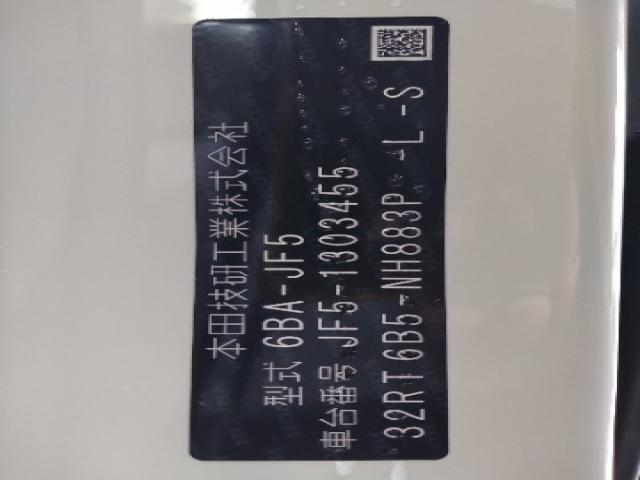 本田技研工業株式会社
型式 6BA-JF5
車台番号 JF5-1303455
32RT6B5-NH883P -L-S